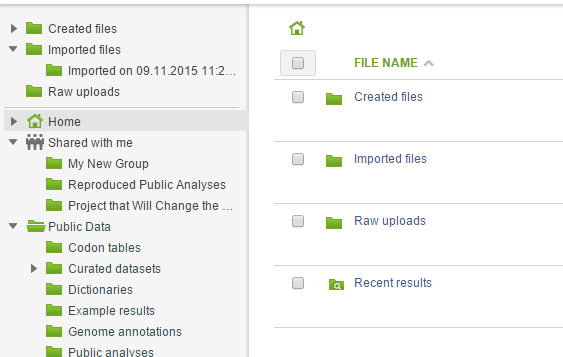 Created files
Imported files
Imported on 09.11.2015 11:2...
Raw uploads
Home
Shared with me
My New Group
Reproduced Public Analyses
Project that Will Change the ...
Public Data
Codon tables
Curated datasets
Dictionaries
Example results
Genome annotations
Public analyses
FILE NAME
Created files
Imported files
Raw uploads
Recent results